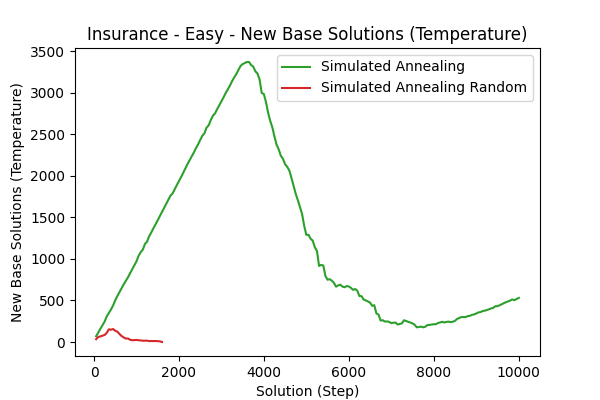 Insurance - Easy - New Base Solutions (Temperature)
New Base Solutions (Temperature)
3500
3000
2500
2000
1500
1000
500
0
Simulated Annealing
Simulated Annealing Random
0
2000
4000
6000
8000
10000
Solution (Step)